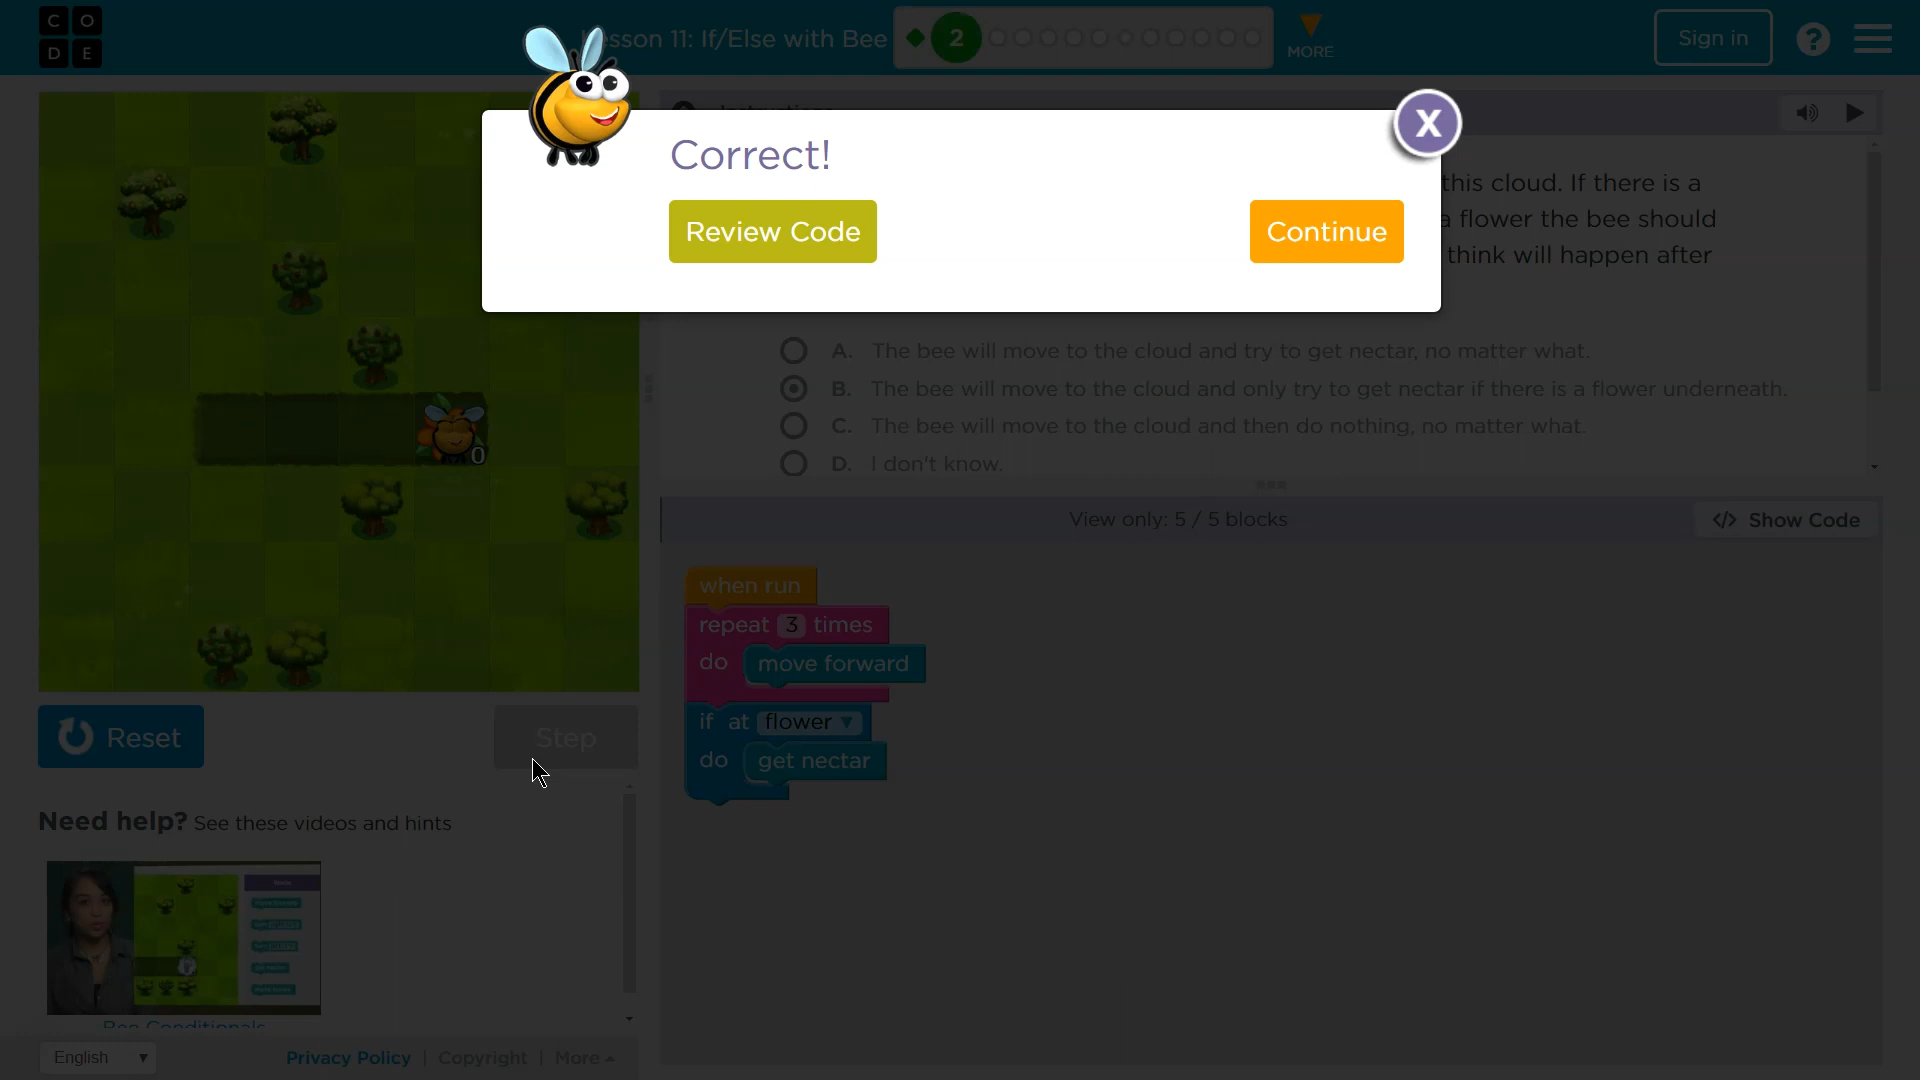 C O
D E
sson 11: If/Else with Bee
2
MORE
Sign in
?
X
Correct!
Review Code
Continue
this cloud. If there is a
a flower the bee should
think will happen after
A. The bee will move to the cloud and try to get nectar, no matter what.
B. The bee will move to the cloud and only try to get nectar if there is a flower underneath.
C. The bee will move to the cloud and then do nothing, no matter what.
D. I don't know.
0
View only: 5 / 5 blocks
</> Show Code
when run
repeat 3 times
do move forward
if at flower ▼
do get nectar
Reset
Step
Need help? See these videos and hints
Bee Conditionals
English
Privacy Policy | Copyright | More